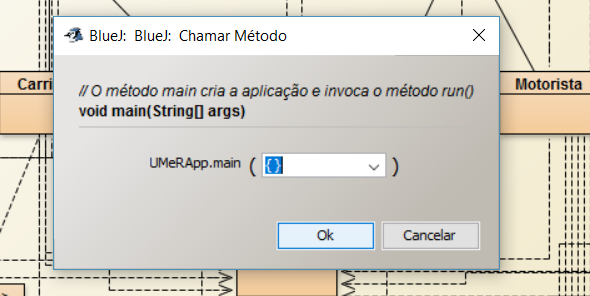 BlueJ: BlueJ: Chamar Método
Carri
Motorista
// O método main cria a aplicação e invoca o método run()
void main(String[] args)
UMeRApp.main ( {} )
Ok
Cancelar